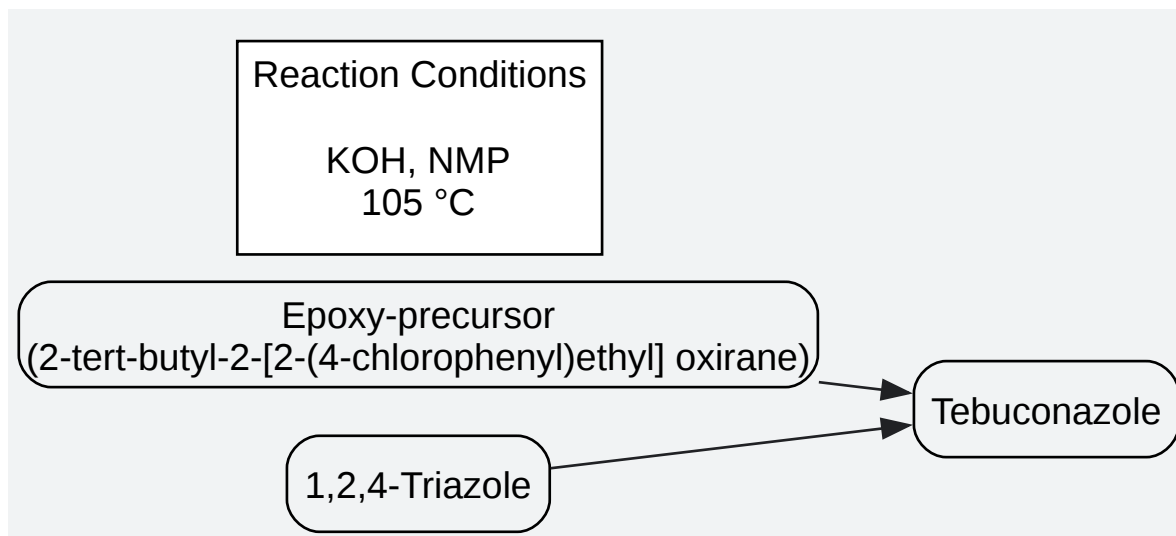 Reaction Conditions
KOH, NMP
105 °C
Epoxy-precursor
(2-tert-butyl-2-[2-(4-chlorophenyl)ethyl] oxirane)
Tebuconazole
1,2,4-Triazole